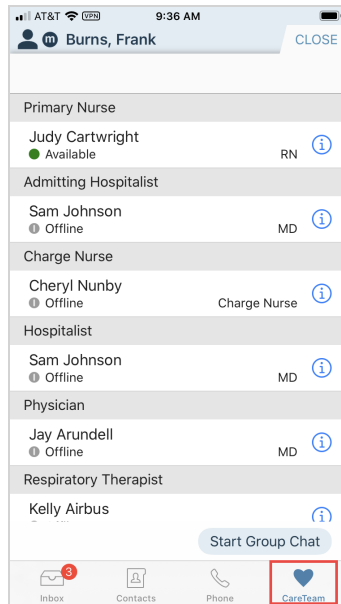 AT&T VPN 9:36 AM
m Burns, Frank CLOSE
Primary Nurse
Judy Cartwright
Available RN
Admitting Hospitalist
Sam Johnson
Offline MD
Charge Nurse
Cheryl Nunby
Offline Charge Nurse
Hospitalist
Sam Johnson
Offline MD
Physician
Jay Arundell
Offline MD
Respiratory Therapist
Kelly Airbus
Start Group Chat
3
Inbox Contacts Phone CareTeam